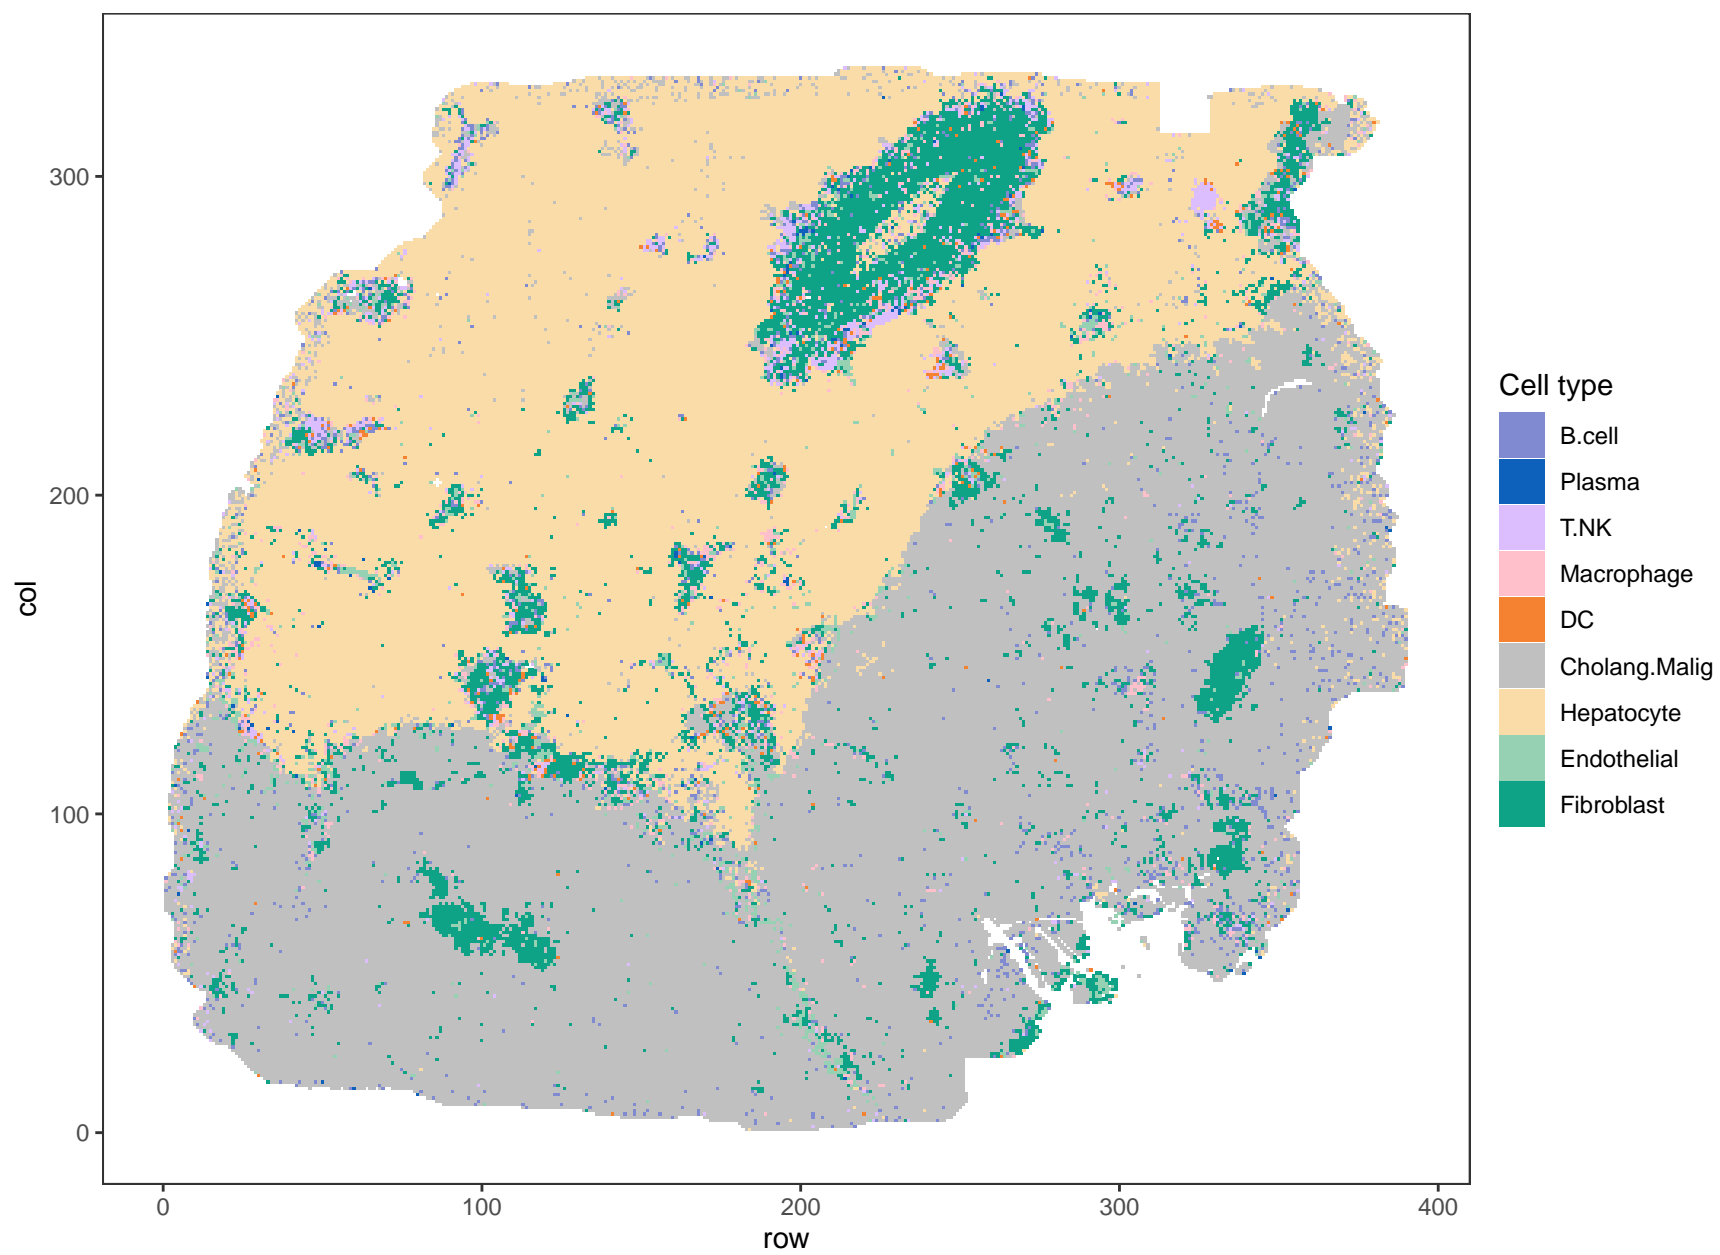 300
200
100
0
col
0
100
200
300
400
row
Cell type
B.cell
Plasma
T.NK
Macrophage
DC
Cholang.Malig
Hepatocyte
Endothelial
Fibroblast